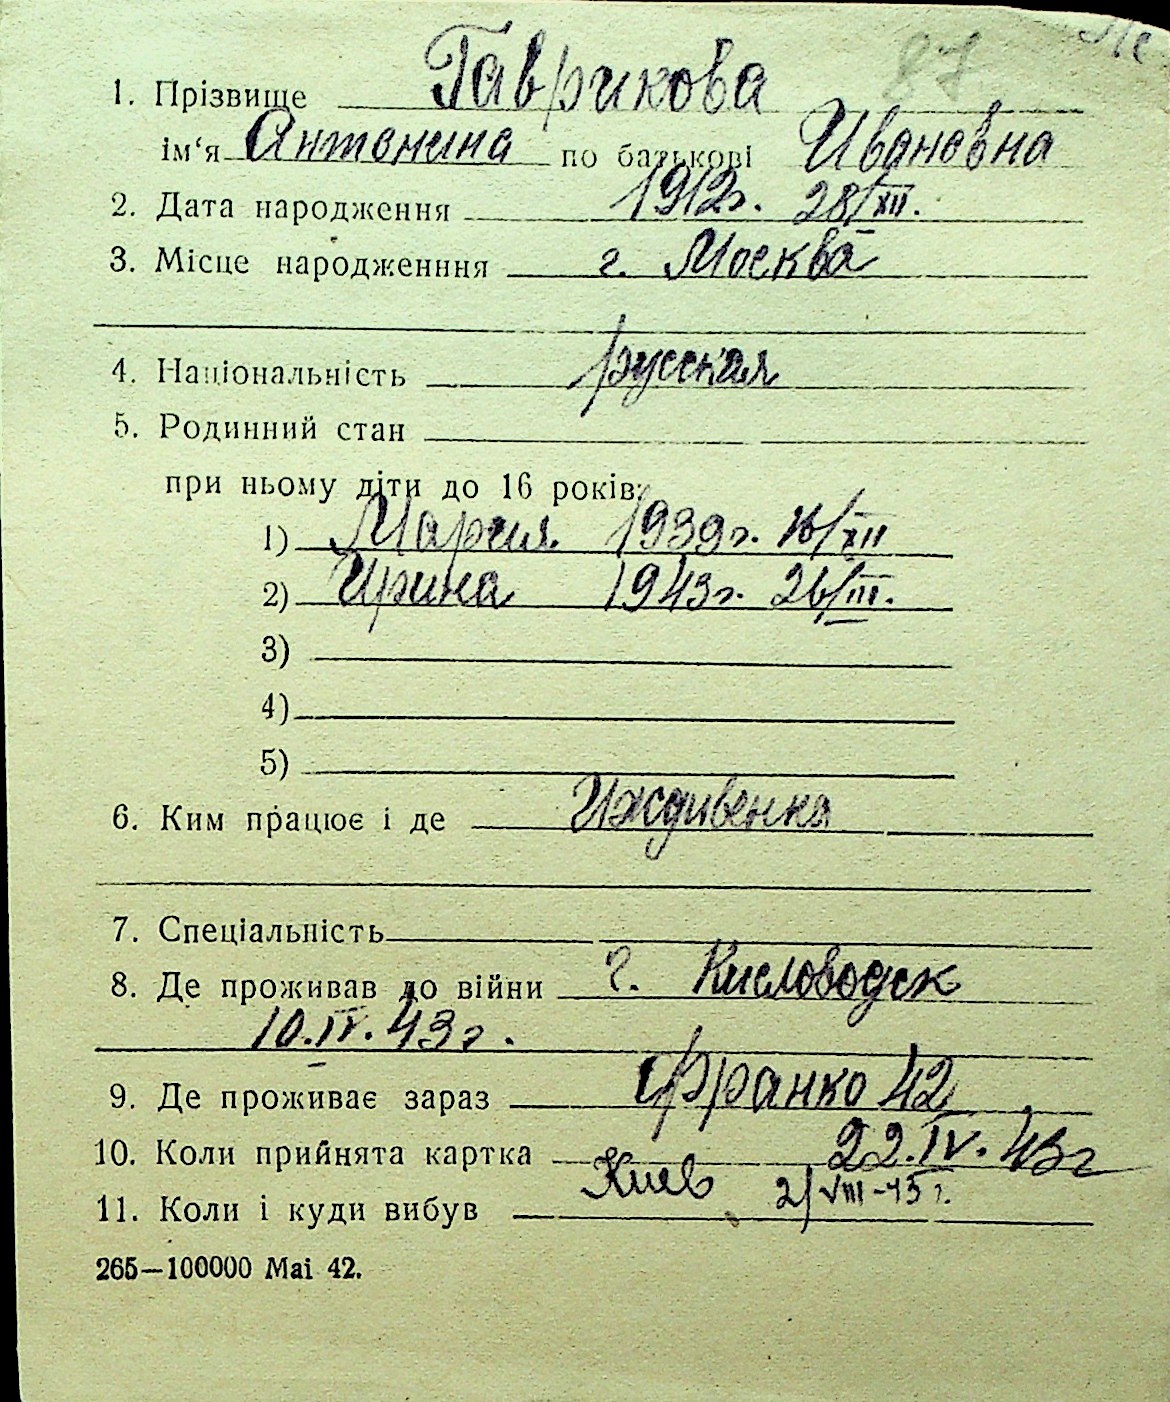 87
1. Прізвище Гаврикова
ім‘я Антонина по батькові Ивановна
2. Дата народження 1912г. 28/XII.
3. Місце народженння г. Москва
4. Національність русская
5. Родинний стан
при ньому діти до 16 років:
1) Мария 1939г. 16/XII
2) Ирина 1943г. 26/III.
3)
4)
5)
6. Ким працює і де Иждивенка
7. Спеціальність
8. Де проживав до війни г. Кисловодск
10.IV.43г.
9. Де проживає зараз Франко 42
10. Коли прийнята картка 22.IV.43г
11. Коли і куди вибув Киев 2/VIII-43г.
265—100000 Mai 42.